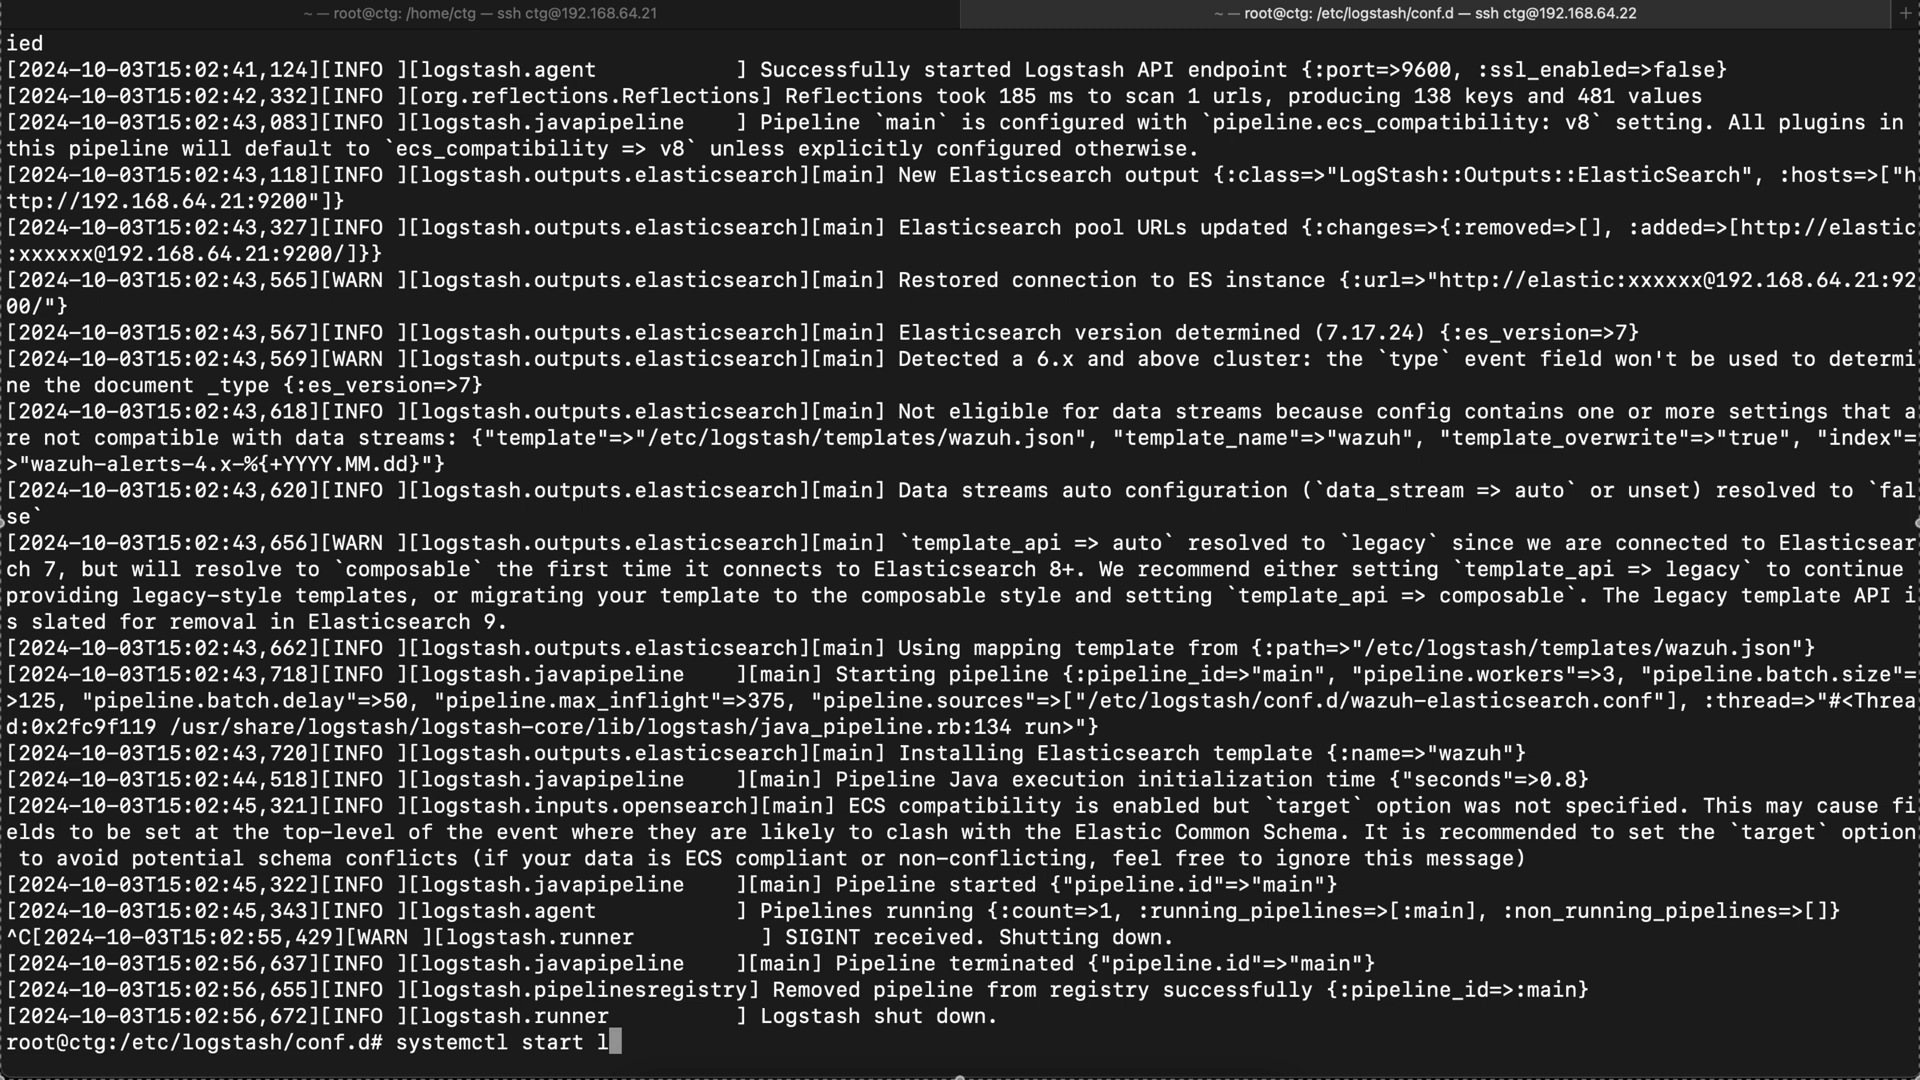 ~ — root@ctg: /home/ctg — ssh ctg@192.168.64.21
~ — root@ctg: /etc/logstash/conf.d — ssh ctg@192.168.64.22
+
ied
[2024-10-03T15:02:41,124][INFO ][logstash.agent           ] Successfully started Logstash API endpoint {:port=>9600, :ssl_enabled=>false}
[2024-10-03T15:02:42,332][INFO ][org.reflections.Reflections] Reflections took 185 ms to scan 1 urls, producing 138 keys and 481 values
[2024-10-03T15:02:43,083][INFO ][logstash.javapipeline    ] Pipeline `main` is configured with `pipeline.ecs_compatibility: v8` setting. All plugins in
this pipeline will default to `ecs_compatibility => v8` unless explicitly configured otherwise.
[2024-10-03T15:02:43,118][INFO ][logstash.outputs.elasticsearch][main] New Elasticsearch output {:class=>"LogStash::Outputs::ElasticSearch", :hosts=>["h
ttp://192.168.64.21:9200"]}
[2024-10-03T15:02:43,327][INFO ][logstash.outputs.elasticsearch][main] Elasticsearch pool URLs updated {:changes=>{:removed=>[], :added=>[http://elastic
:xxxxxx@192.168.64.21:9200/]}}
[2024-10-03T15:02:43,565][WARN ][logstash.outputs.elasticsearch][main] Restored connection to ES instance {:url=>"http://elastic:xxxxxx@192.168.64.21:92
00/"}
[2024-10-03T15:02:43,567][INFO ][logstash.outputs.elasticsearch][main] Elasticsearch version determined (7.17.24) {:es_version=>7}
[2024-10-03T15:02:43,569][WARN ][logstash.outputs.elasticsearch][main] Detected a 6.x and above cluster: the `type` event field won't be used to determi
ne the document _type {:es_version=>7}
[2024-10-03T15:02:43,618][INFO ][logstash.outputs.elasticsearch][main] Not eligible for data streams because config contains one or more settings that a
re not compatible with data streams: {"template"=>"/etc/logstash/templates/wazuh.json", "template_name"=>"wazuh", "template_overwrite"=>"true", "index"=
>"wazuh-alerts-4.x-%{+YYYY.MM.dd}"}
[2024-10-03T15:02:43,620][INFO ][logstash.outputs.elasticsearch][main] Data streams auto configuration (`data_stream => auto` or unset) resolved to `fal
se`
[2024-10-03T15:02:43,656][WARN ][logstash.outputs.elasticsearch][main] `template_api => auto` resolved to `legacy` since we are connected to Elasticsear
ch 7, but will resolve to `composable` the first time it connects to Elasticsearch 8+. We recommend either setting `template_api => legacy` to continue
providing legacy-style templates, or migrating your template to the composable style and setting `template_api => composable`. The legacy template API i
s slated for removal in Elasticsearch 9.
[2024-10-03T15:02:43,662][INFO ][logstash.outputs.elasticsearch][main] Using mapping template from {:path=>"/etc/logstash/templates/wazuh.json"}
[2024-10-03T15:02:43,718][INFO ][logstash.javapipeline    ][main] Starting pipeline {:pipeline_id=>"main", "pipeline.workers"=>3, "pipeline.batch.size"=
>125, "pipeline.batch.delay"=>50, "pipeline.max_inflight"=>375, "pipeline.sources"=>["/etc/logstash/conf.d/wazuh-elasticsearch.conf"], :thread=>"#<Threa
d:0x2fc9f119 /usr/share/logstash/logstash-core/lib/logstash/java_pipeline.rb:134 run>"}
[2024-10-03T15:02:43,720][INFO ][logstash.outputs.elasticsearch][main] Installing Elasticsearch template {:name=>"wazuh"}
[2024-10-03T15:02:44,518][INFO ][logstash.javapipeline    ][main] Pipeline Java execution initialization time {"seconds"=>0.8}
[2024-10-03T15:02:45,321][INFO ][logstash.inputs.opensearch][main] ECS compatibility is enabled but `target` option was not specified. This may cause fi
elds to be set at the top-level of the event where they are likely to clash with the Elastic Common Schema. It is recommended to set the `target` option
 to avoid potential schema conflicts (if your data is ECS compliant or non-conflicting, feel free to ignore this message)
[2024-10-03T15:02:45,322][INFO ][logstash.javapipeline    ][main] Pipeline started {"pipeline.id"=>"main"}
[2024-10-03T15:02:45,343][INFO ][logstash.agent           ] Pipelines running {:count=>1, :running_pipelines=>[:main], :non_running_pipelines=>[]}
^C[2024-10-03T15:02:55,429][WARN ][logstash.runner          ] SIGINT received. Shutting down.
[2024-10-03T15:02:56,637][INFO ][logstash.javapipeline    ][main] Pipeline terminated {"pipeline.id"=>"main"}
[2024-10-03T15:02:56,655][INFO ][logstash.pipelinesregistry] Removed pipeline from registry successfully {:pipeline_id=>:main}
[2024-10-03T15:02:56,672][INFO ][logstash.runner          ] Logstash shut down.
root@ctg:/etc/logstash/conf.d# systemctl start l